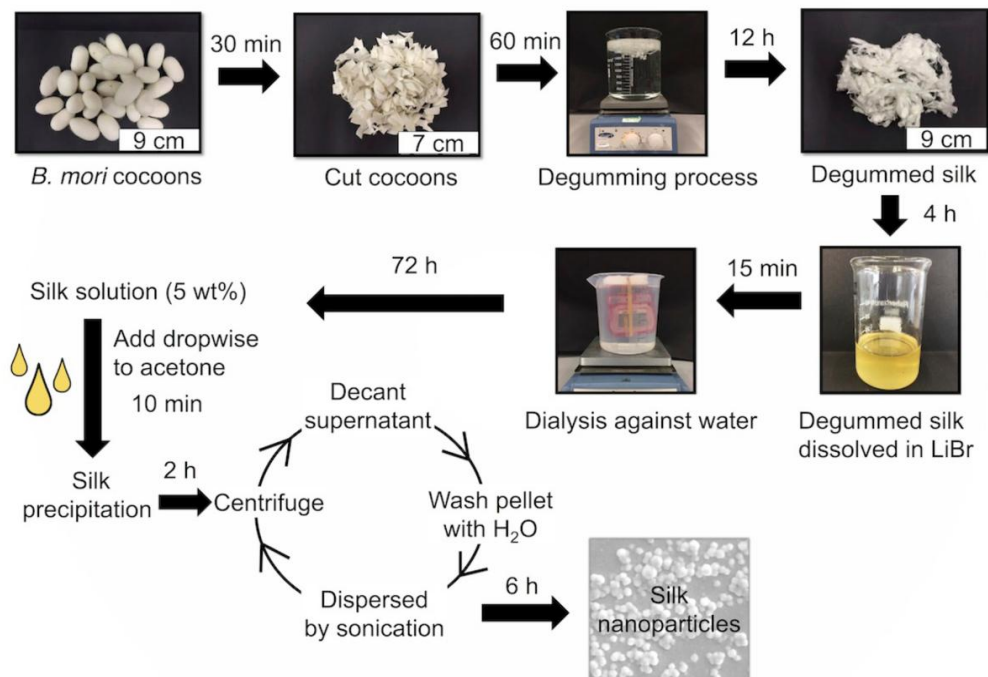 30 min
60 min
12 h
9 cm
7 cm
9 cm
B. mori cocoons
Cut cocoons
Degumming process
Degummed silk
4 h
72 h
15 min
Silk solution (5 wt%)
Add dropwise
to acetone
10 min
Dialysis against water
Degummed silk
dissolved in LiBr
Decant
supernatant
Silk
precipitation
2 h
Centrifuge
Wash pellet
with H₂O
Dispersed
by sonication
6 h
Silk
nanoparticles